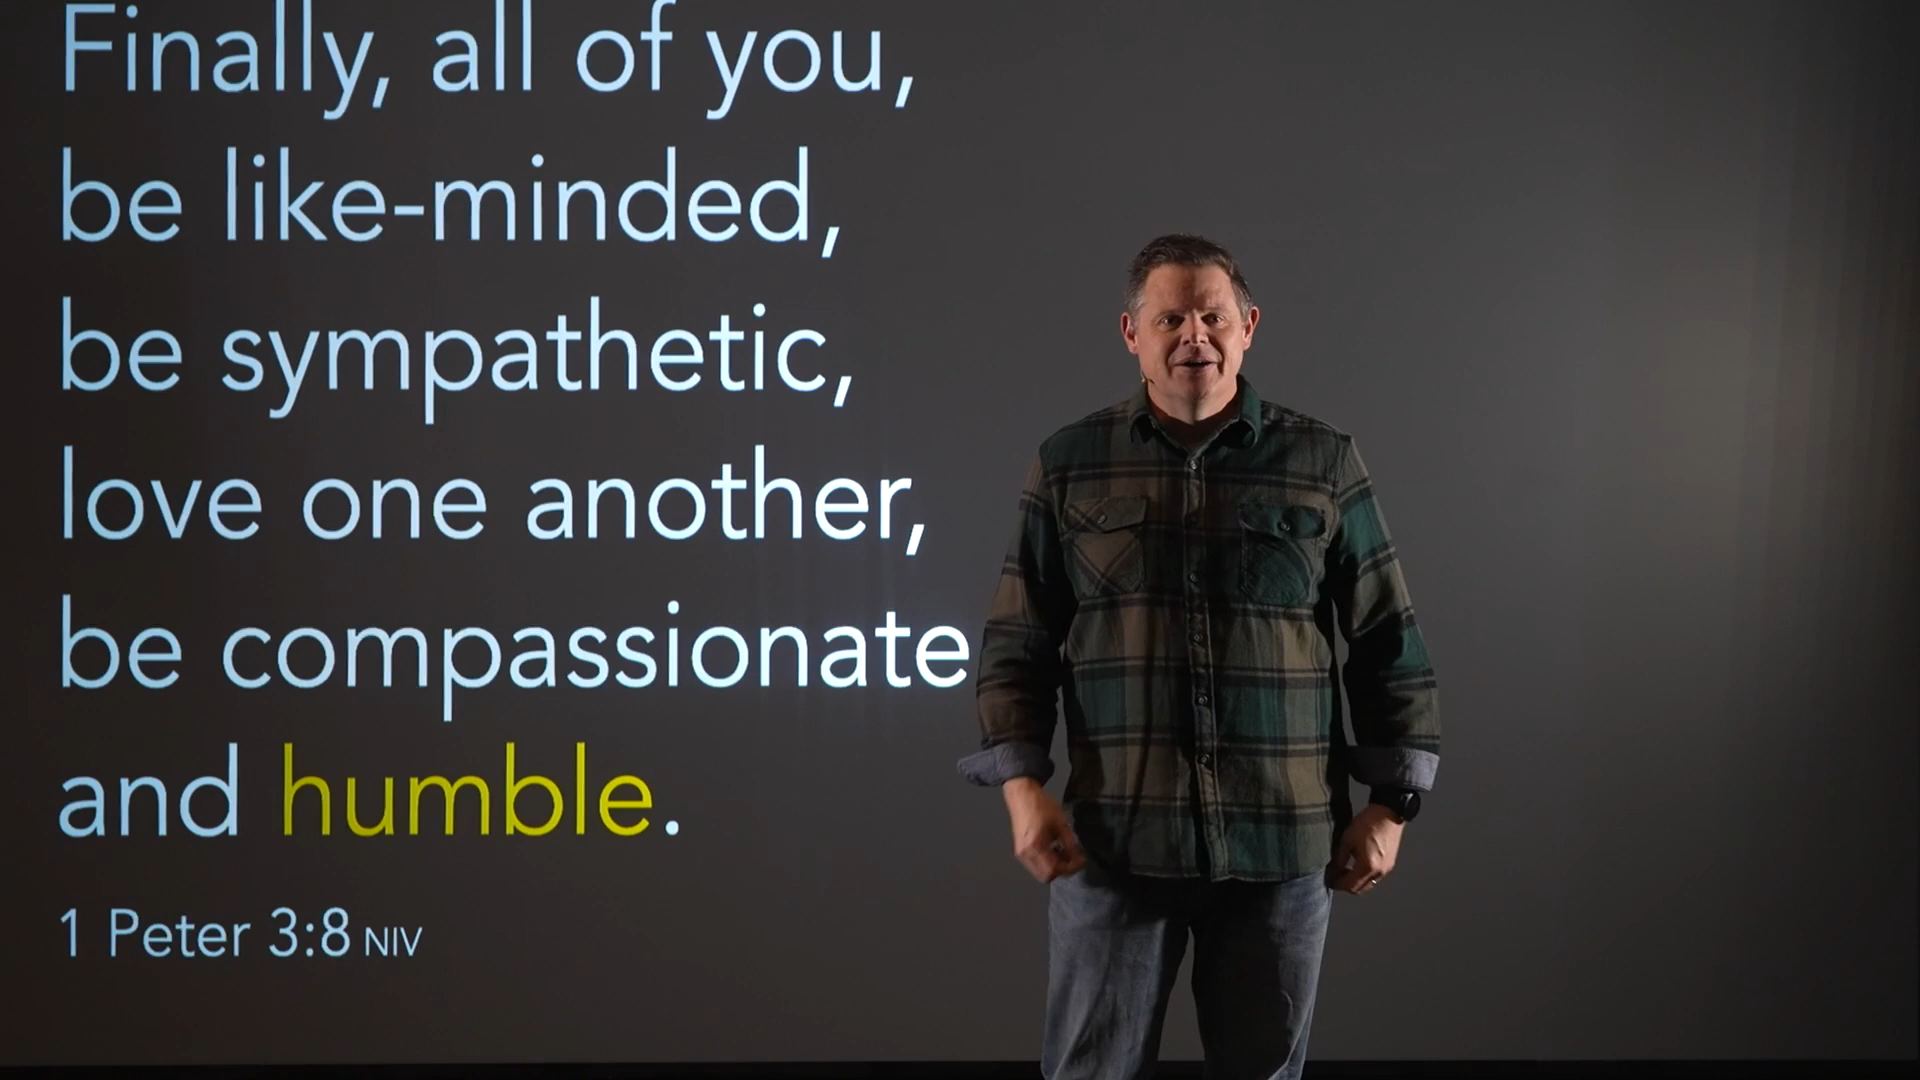 Finally, all of you,
be like-minded,
be sympathetic,
love one another,
be compassionate
and humble.
1 Peter 3:8 NIV